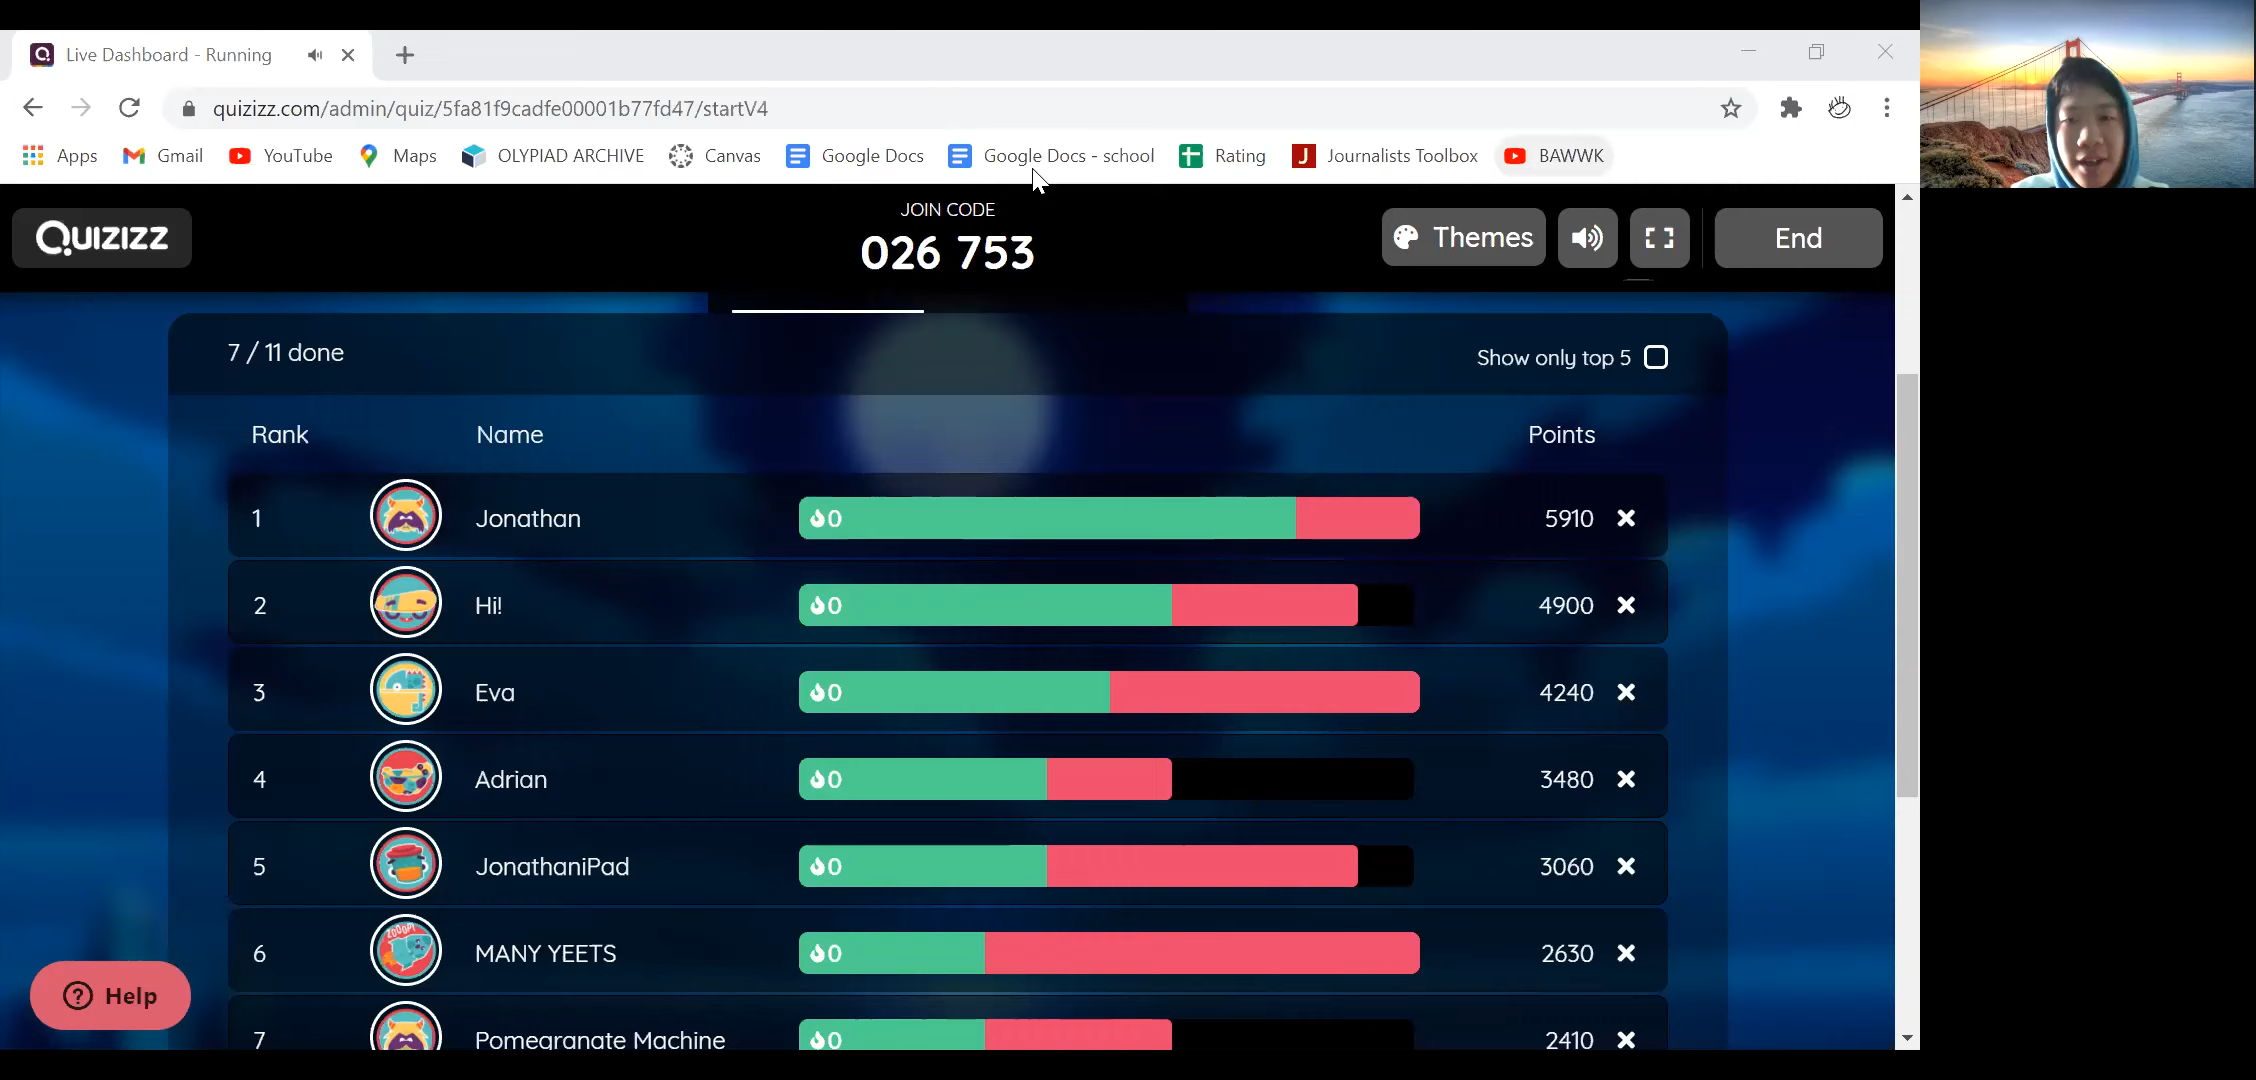 Live Dashboard - Running
quizizz.com/admin/quiz/5fa81f9cadfe00001b77fd47/startV4
Apps Gmail YouTube Maps OLYPIAD ARCHIVE Canvas Google Docs Google Docs - school Rating Journalists Toolbox BAWWK
JOIN CODE
QUIZIZZ 026 753 Themes End
7 / 11 done Show only top 5
Rank Name Points
1 Jonathan 0 5910
2 Hi! 0 4900
3 Eva 0 4240
4 Adrian 0 3480
5 JonathaniPad 0 3060
ZOOOP!
6 MANY YEETS 0 2630
Help
7 Pomegranate Machine 0 2410